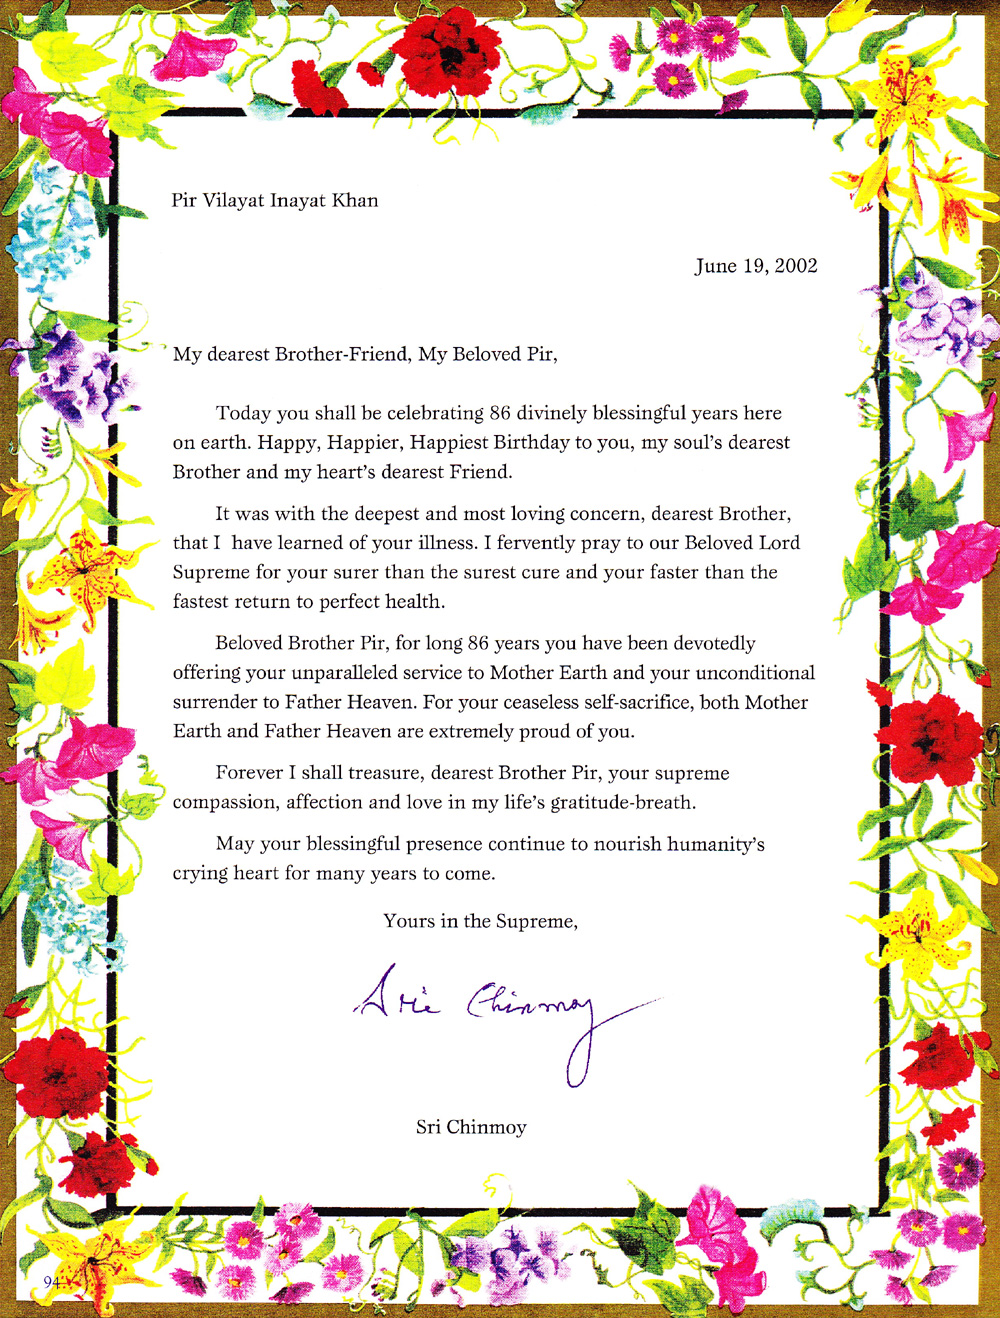 Pir Vilayat Inayat Khan
June 19, 2002
My dearest Brother-Friend, My Beloved Pir,
Today you shall be celebrating 86 divinely blessingful years here
on earth. Happy, Happier, Happiest Birthday to you, my soul's dearest
Brother and my heart's dearest Friend.
It was with the deepest and most loving concern, dearest Brother,
that I have learned of your illness. I fervently pray to our Beloved Lord
Supreme for your surer than the surest cure and your faster than the
fastest return to perfect health.
Beloved Brother Pir, for long 86 years you have been devotedly
offering your unparalleled service to Mother Earth and your unconditional
surrender to Father Heaven. For your ceaseless self-sacrifice, both Mother
Earth and Father Heaven are extremely proud of you.
Forever I shall treasure, dearest Brother Pir, your supreme
compassion, affection and love in my life's gratitude-breath.
May your blessingful presence continue to nourish humanity's
crying heart for many years to come.
Yours in the Supreme,
Sri Chinmoy
Sri Chinmoy
94